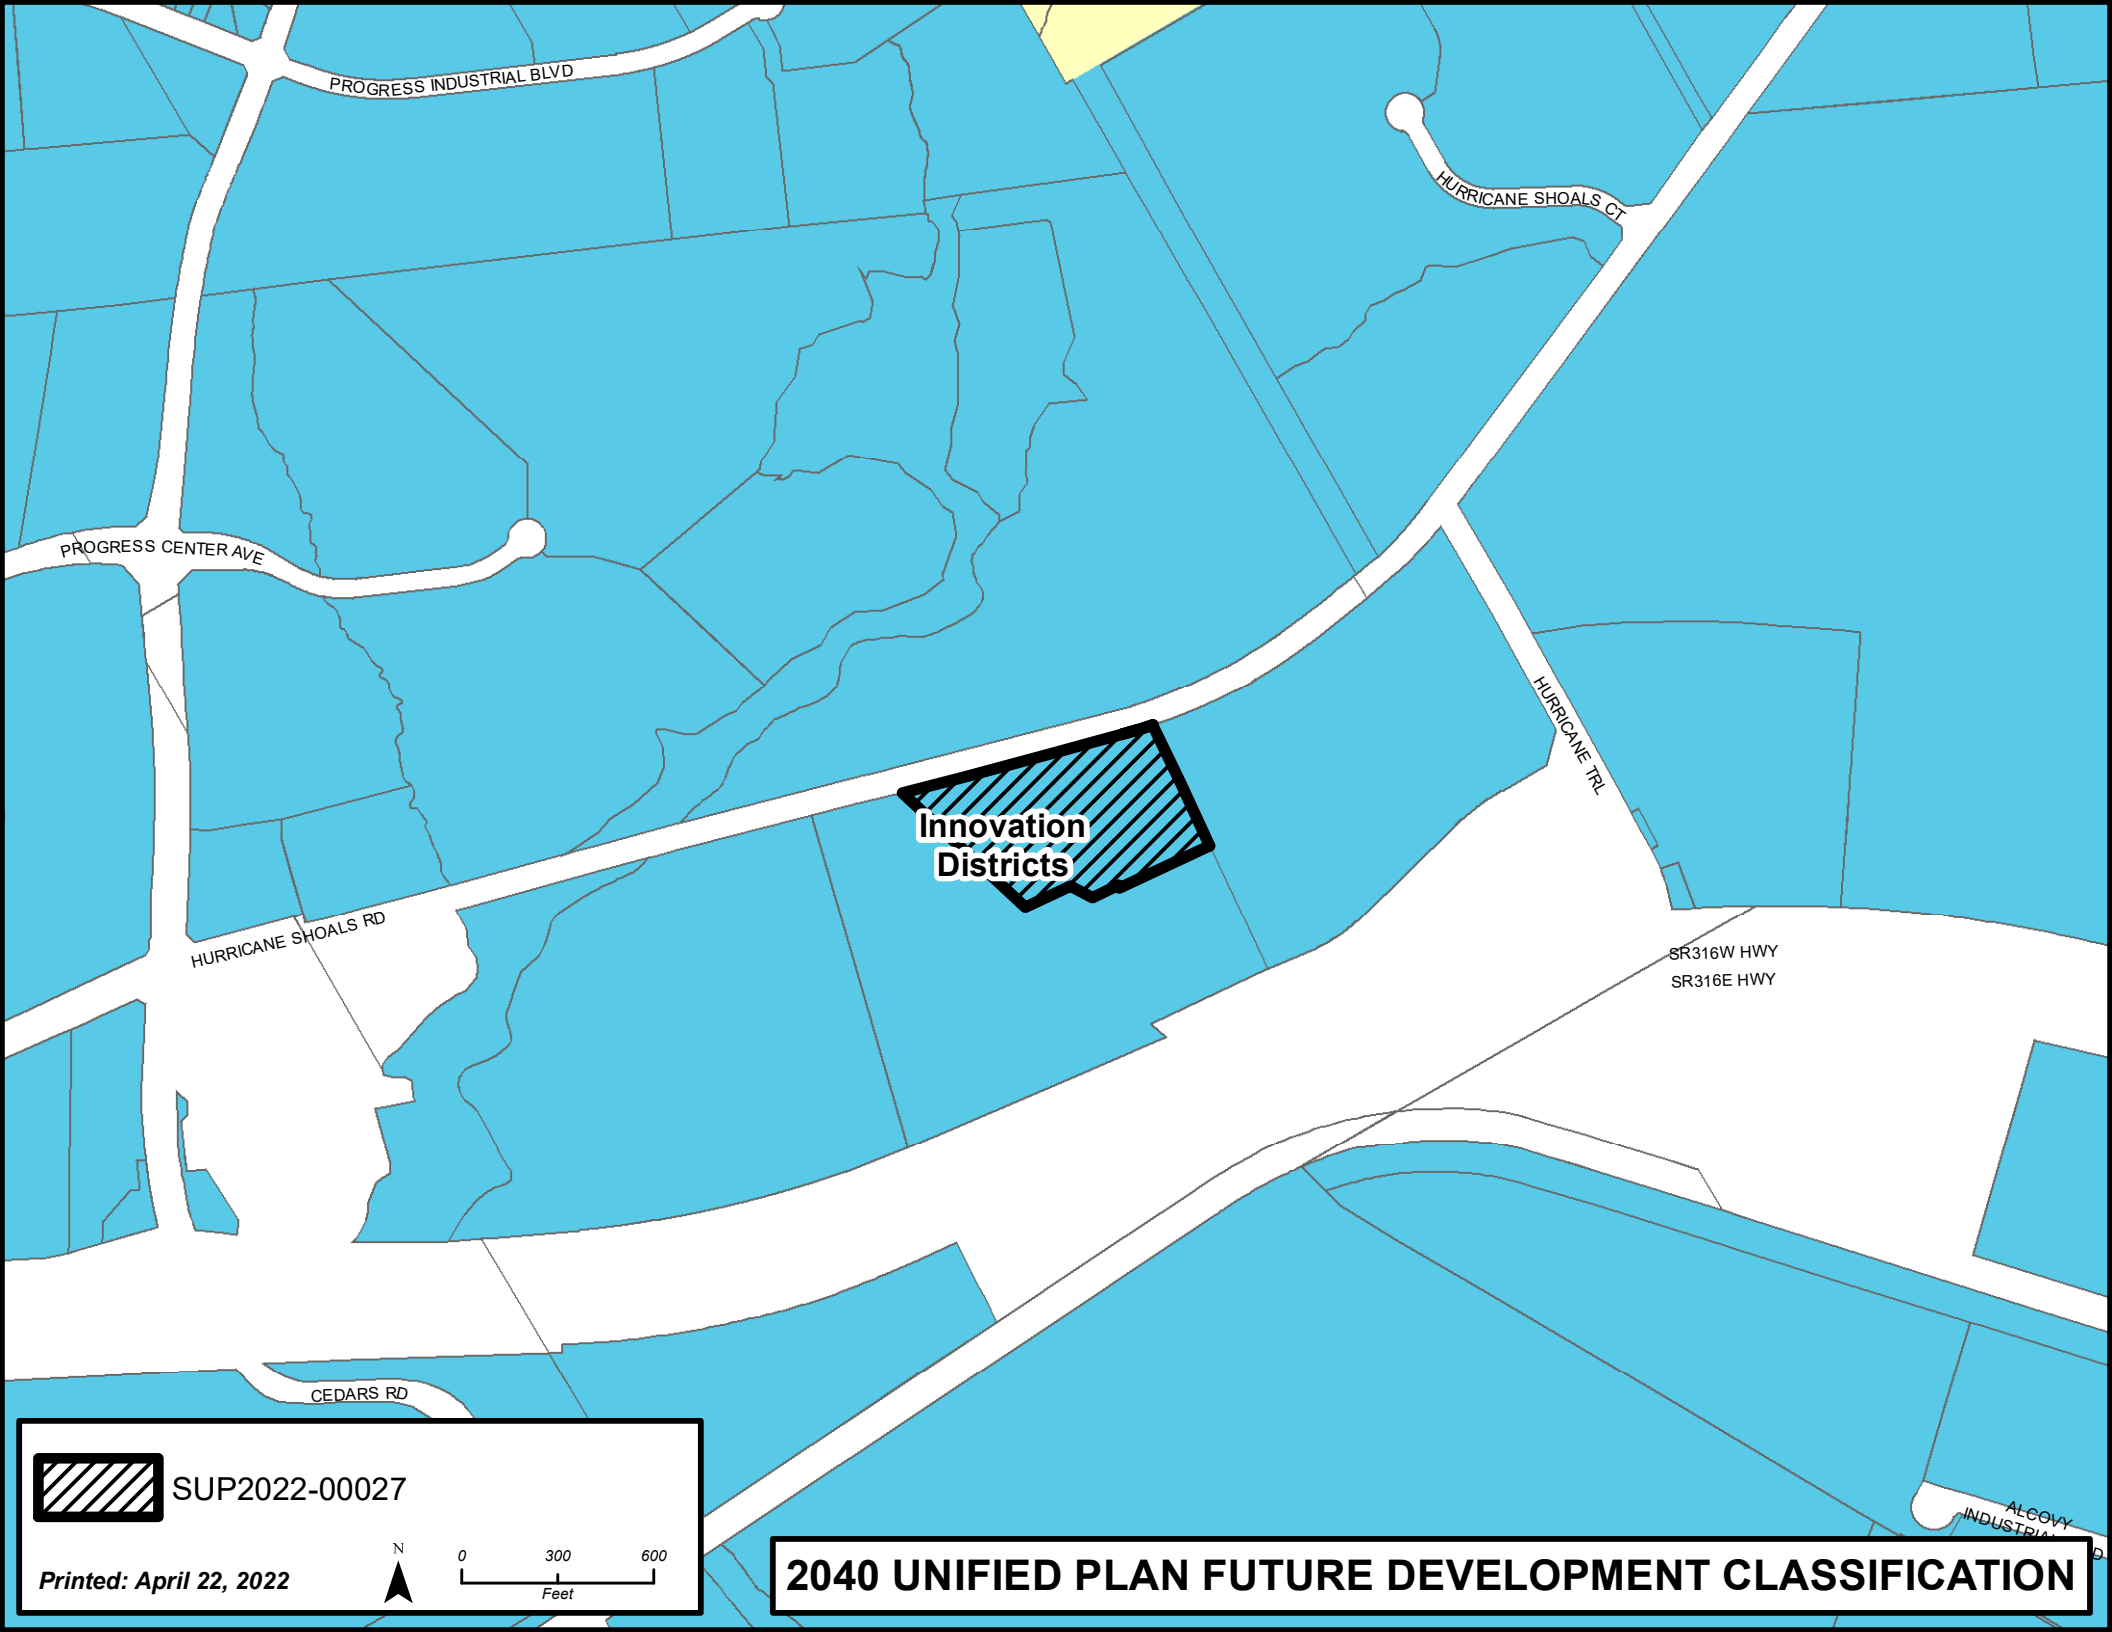 PROGRESS INDUSTRIAL BLVD
HURRICANE SHOALS CT
PROGRESS CENTER AVE
HURRICANE TRL
Innovation
Districts
HURRICANE SHOALS RD
SR316W HWY
SR316E HWY
CEDARS RD
SUP2022-00027
Printed: April 22, 2022
N
0 300 600
Feet
ALCOVY
INDUSTRIAL
2040 UNIFIED PLAN FUTURE DEVELOPMENT CLASSIFICATION